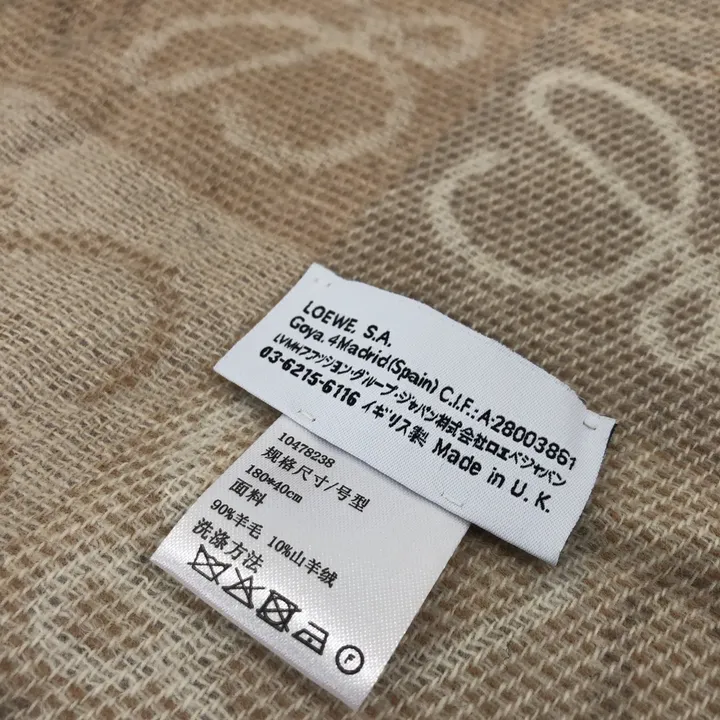 LOEWE, S.A.
Goya, 4 Madrid (Spain) C.I.F.: A-28003861
LVMHファッション・グループ・ジャパン株式会社ロエベジャパン
03-6215-6116 イギリス製 Made in U.K.
10478238
规格尺寸/号型
180*40cm
面料
90%羊毛 10%山羊绒
洗涤方法
F